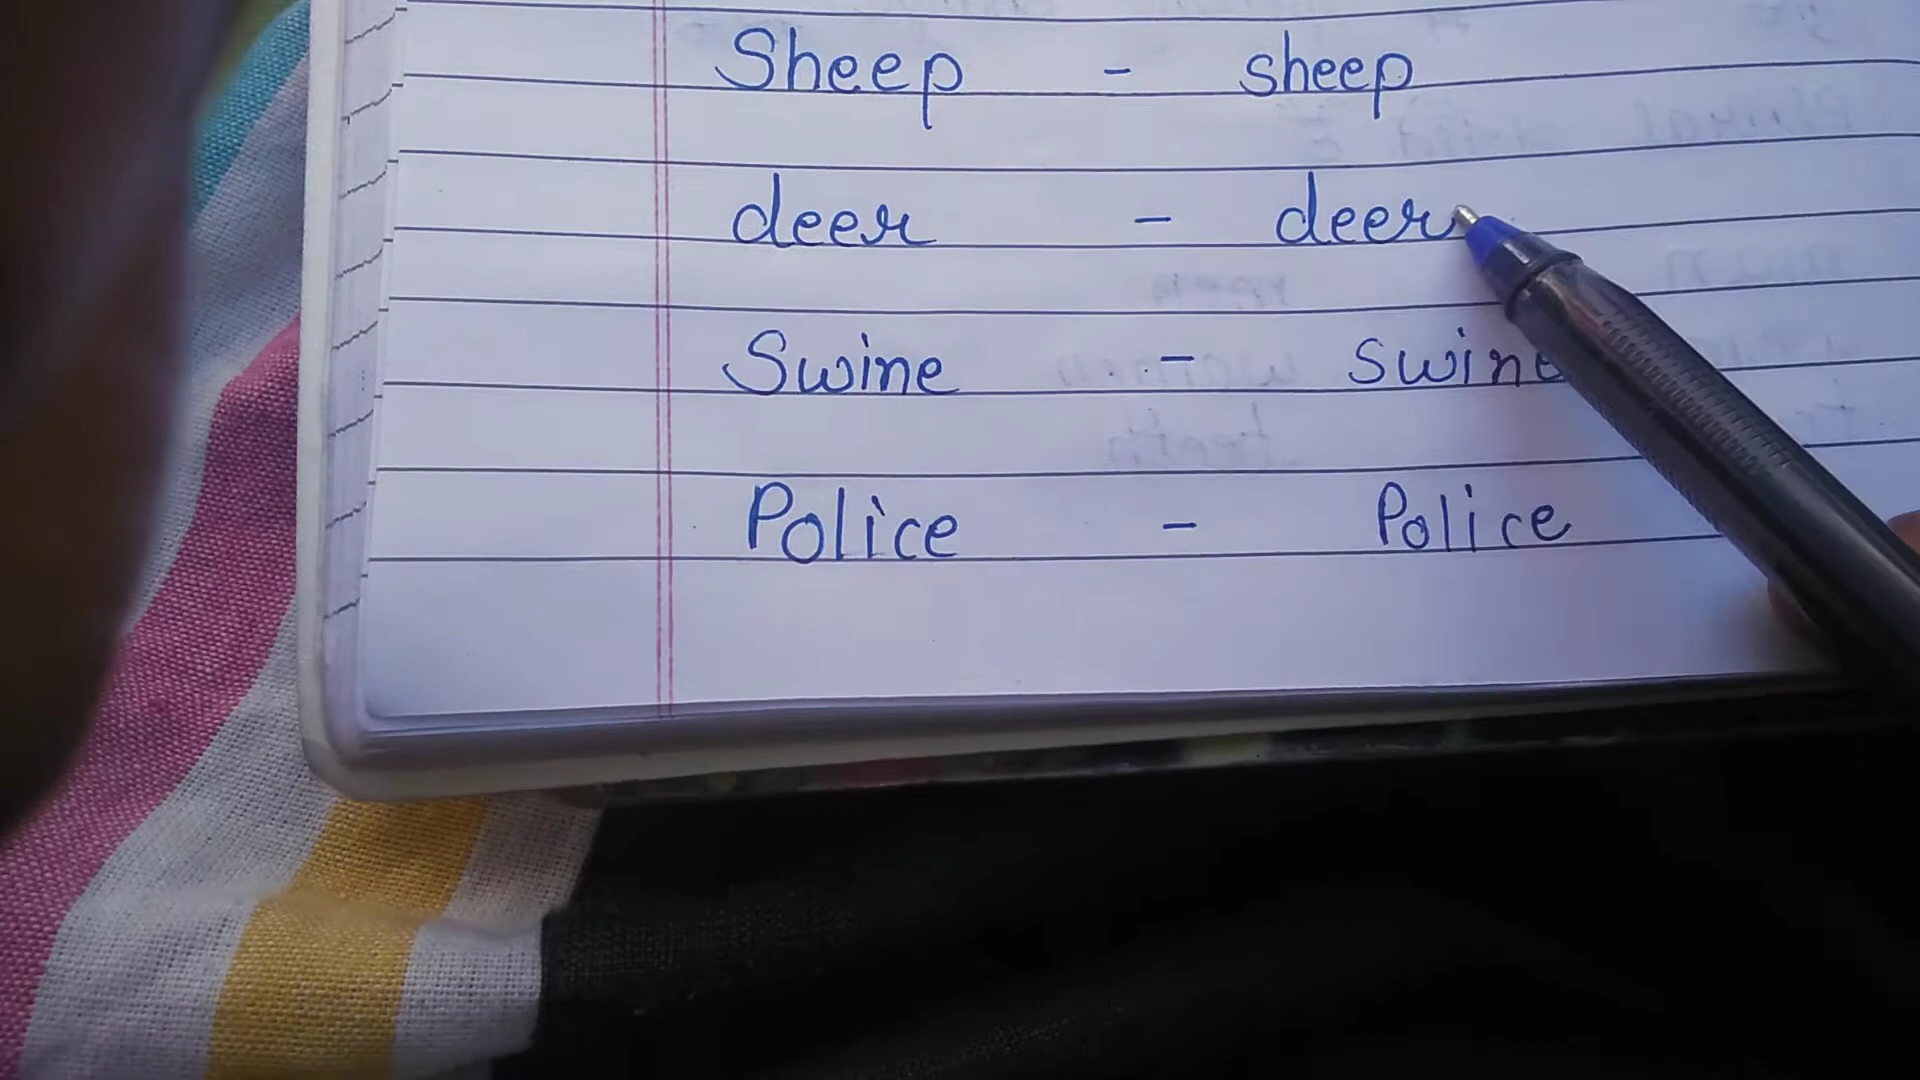 Sheep - sheep
deer - deer
Swine - swine
Police - Police